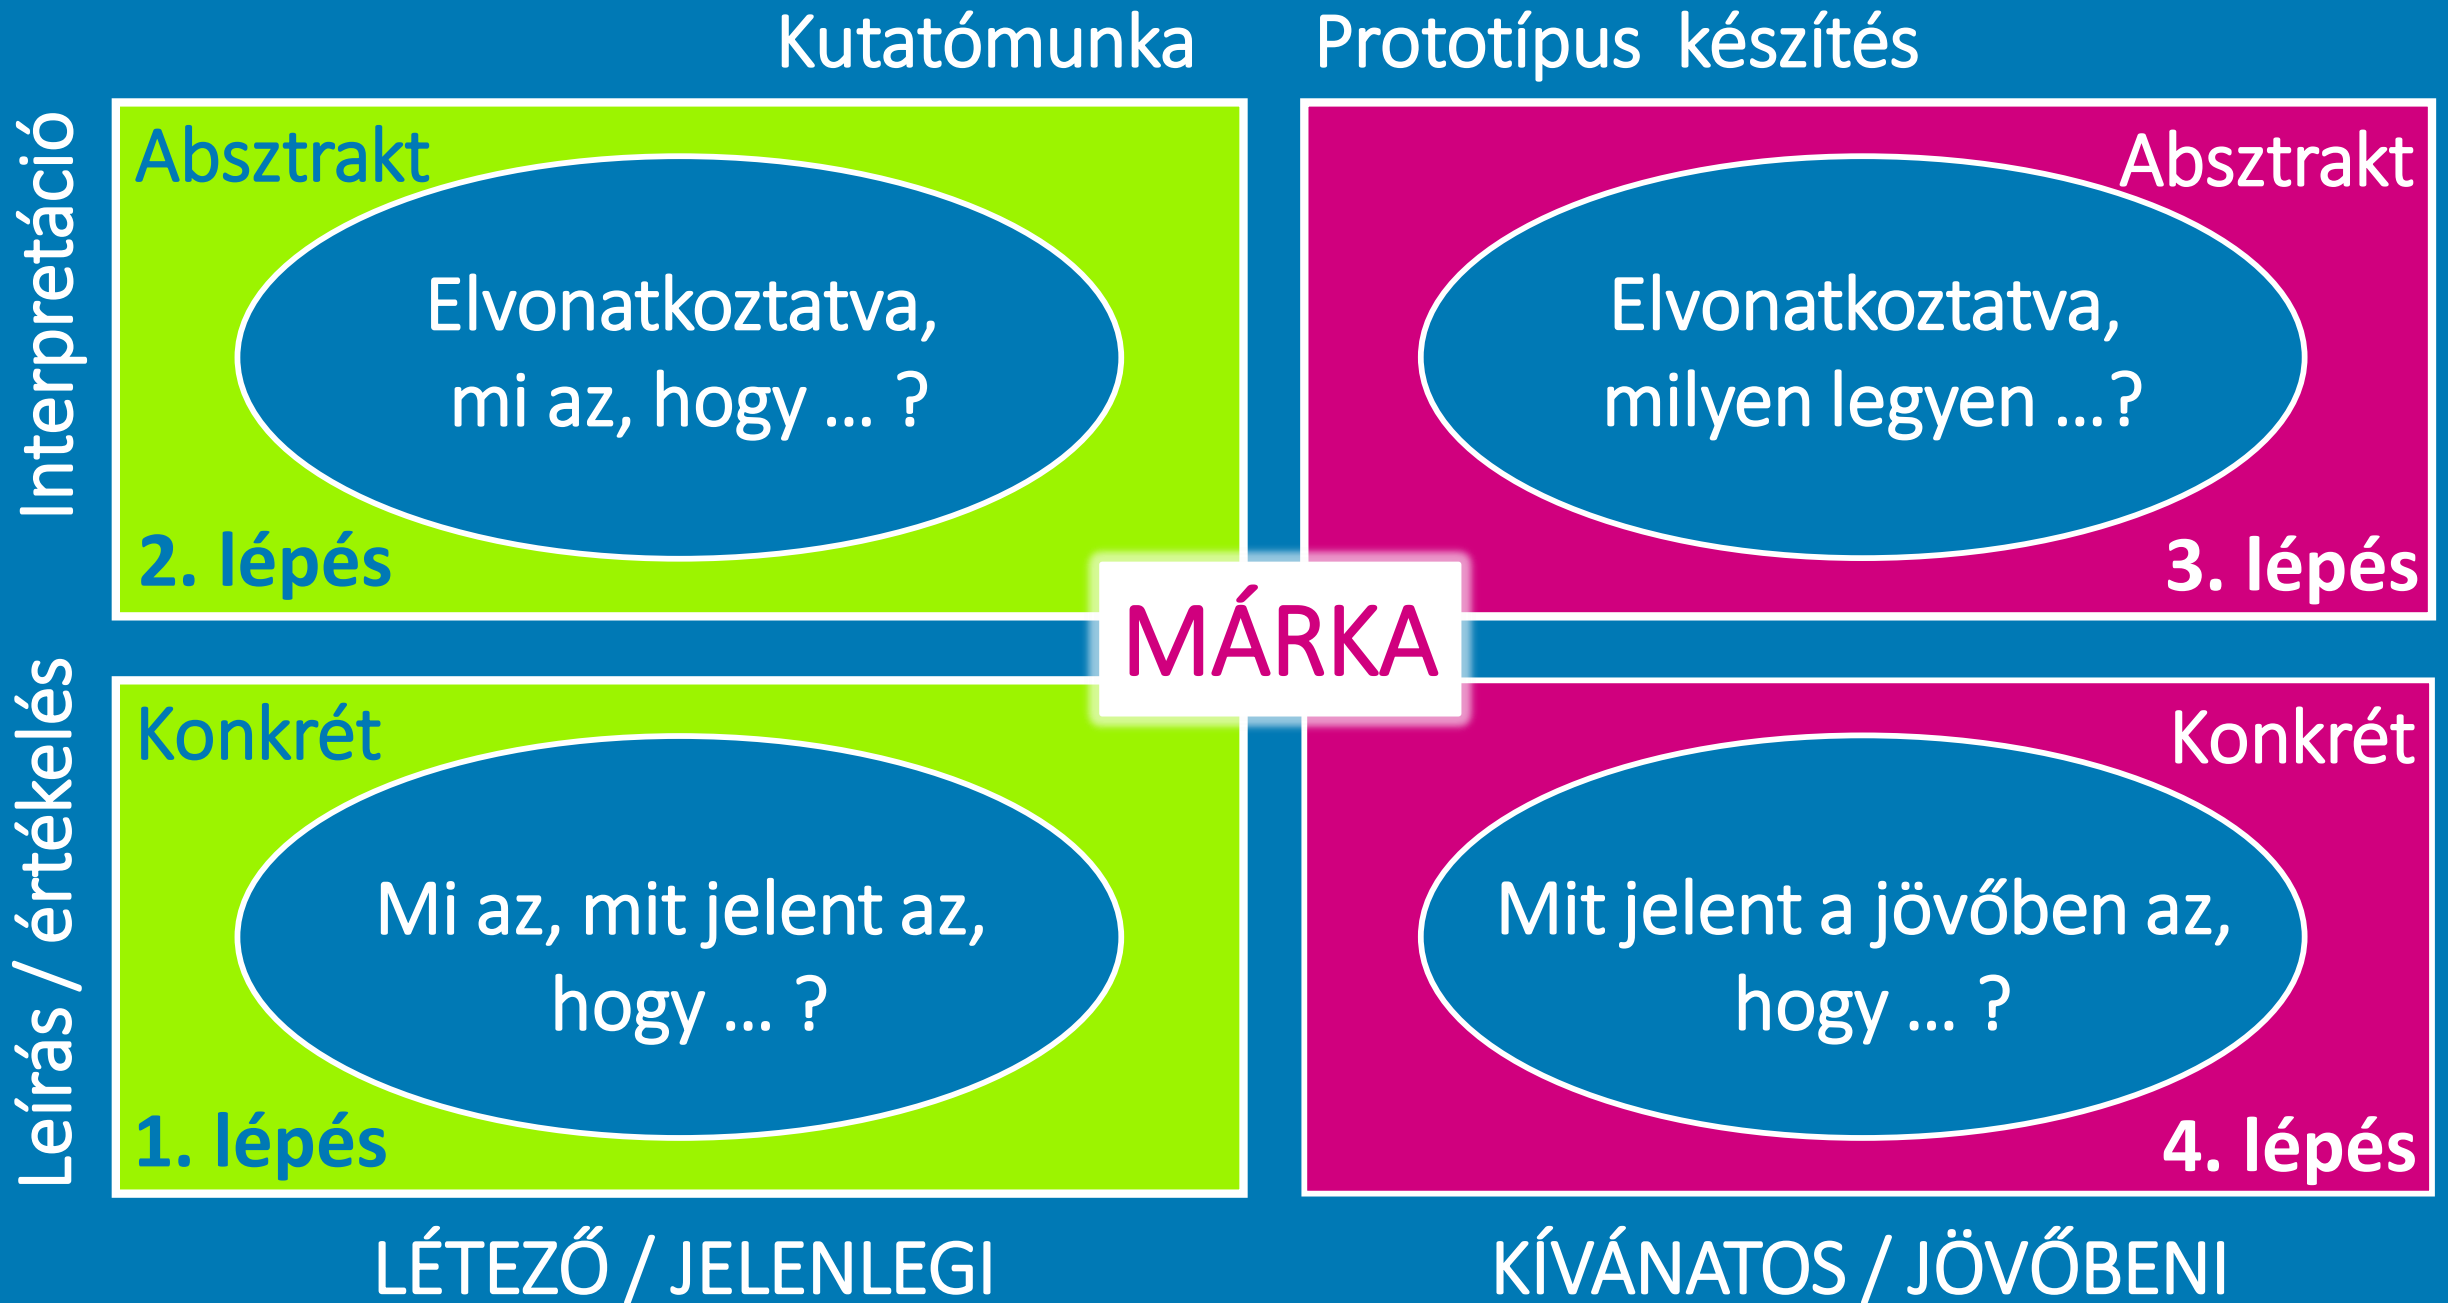 Kutatómunka
Prototípus készítés
Interpretáció
Absztrakt
Elvonatkoztatva,
mi az, hogy ... ?
2. lépés
Absztrakt
Elvonatkoztatva,
milyen legyen ...?
3. lépés
MÁRKA
Leírás / értékelés
Konkrét
Mi az, mit jelent az,
hogy ... ?
1. lépés
Konkrét
Mit jelent a jövőben az,
hogy ... ?
4. lépés
LÉTEZŐ / JELENLEGI
KÍVÁNATOS / JÖVŐBENI